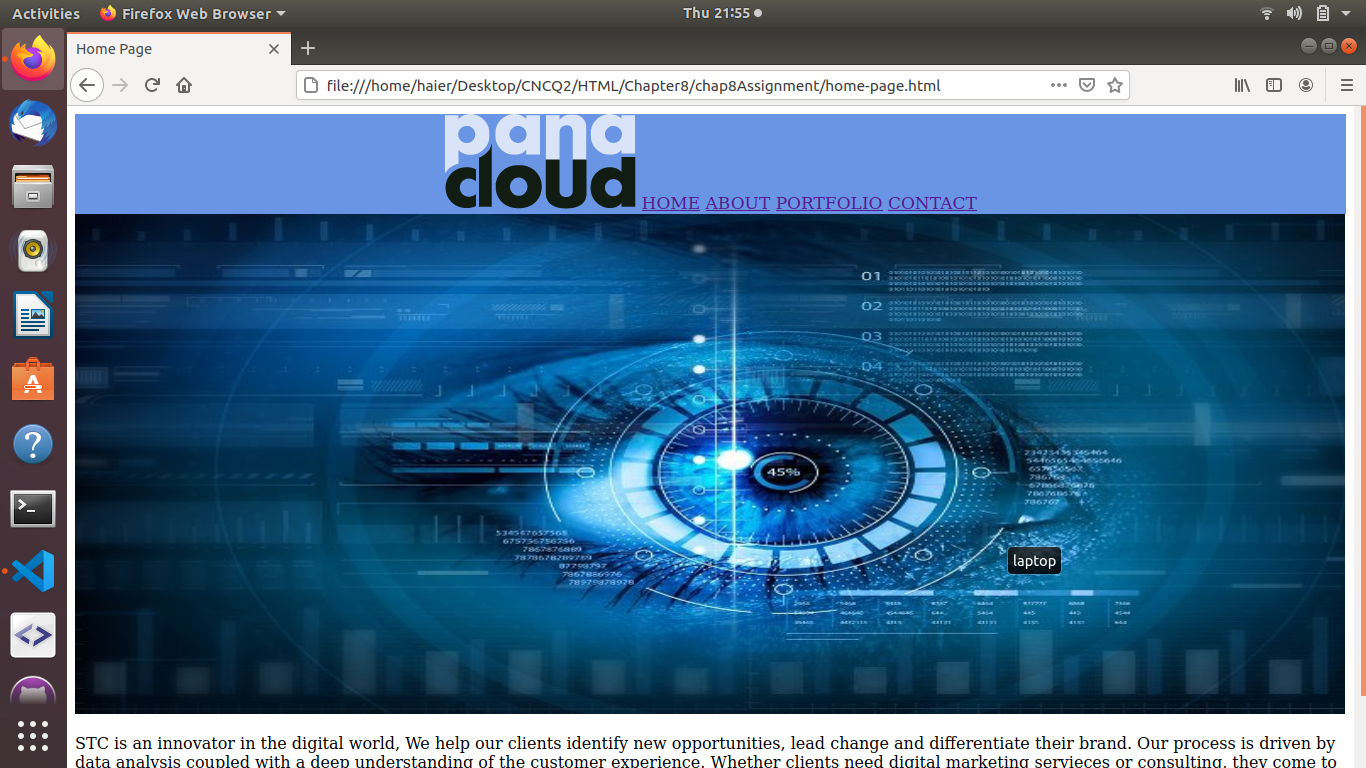 Activities
Firefox Web Browser
Thu 21:55
Home Page
file:///home/haier/Desktop/CNCQ2/HTML/Chapter8/chap8Assignment/home-page.html
pana
cloud
HOME ABOUT PORTFOLIO CONTACT
01
02
03
04
45%
laptop
STC is an innovator in the digital world, We help our clients identify new opportunities, lead change and differentiate their brand. Our process is driven by
data analysis coupled with a deep understanding of the customer experience. Whether clients need digital marketing servieces or consulting, they come to